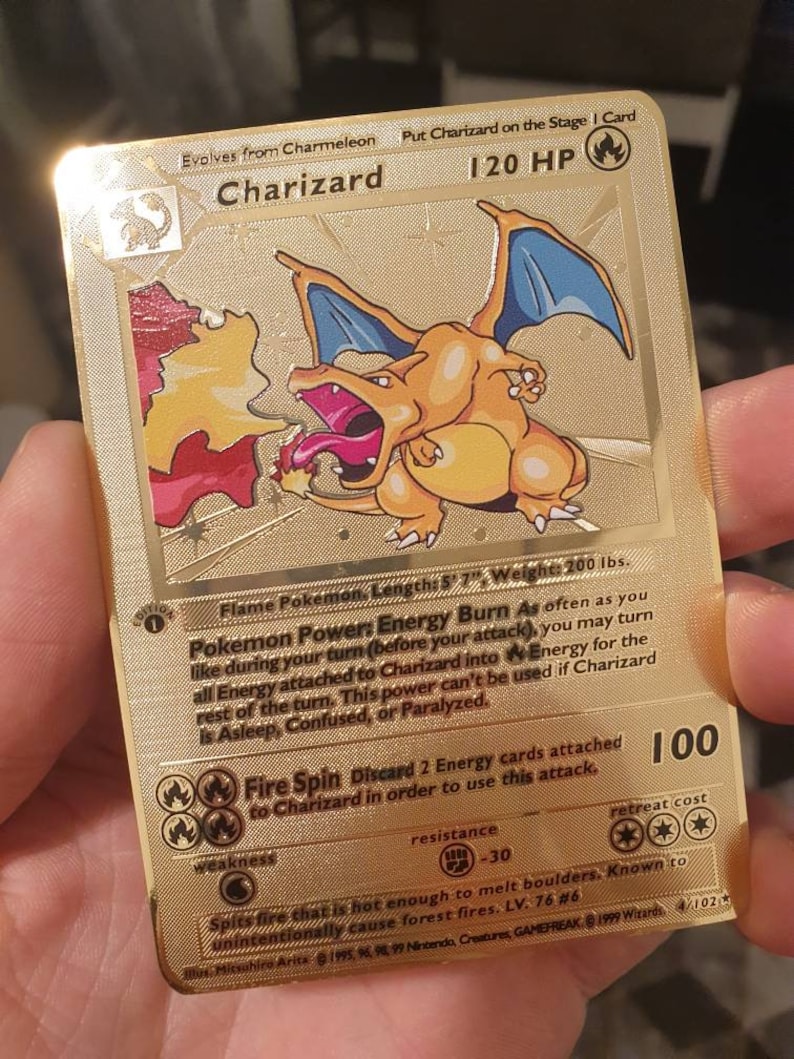 Evolves from Charmeleon Put Charizard on the Stage 1 Card
Charizard 120 HP
EDITION
1
Flame Pokemon. Length: 5' 7", Weight: 200 lbs.
Pokemon Power: Energy Burn As often as you
like during your turn (before your attack), you may turn
all Energy attached to Charizard into Energy for the
rest of the turn. This power can't be used if Charizard
is Asleep, Confused, or Paralyzed.
Fire Spin Discard 2 Energy cards attached
to Charizard in order to use this attack.
100
weakness
resistance
-30
retreat cost
Spits fire that is hot enough to melt boulders. Known to
unintentionally cause forest fires. LV. 76 #6
Illus. Mitsuhiro Arita © 1995, 96, 98, 99 Nintendo, Creatures, GAMEFREAK. © 1999 Wizards. 4/102 ★